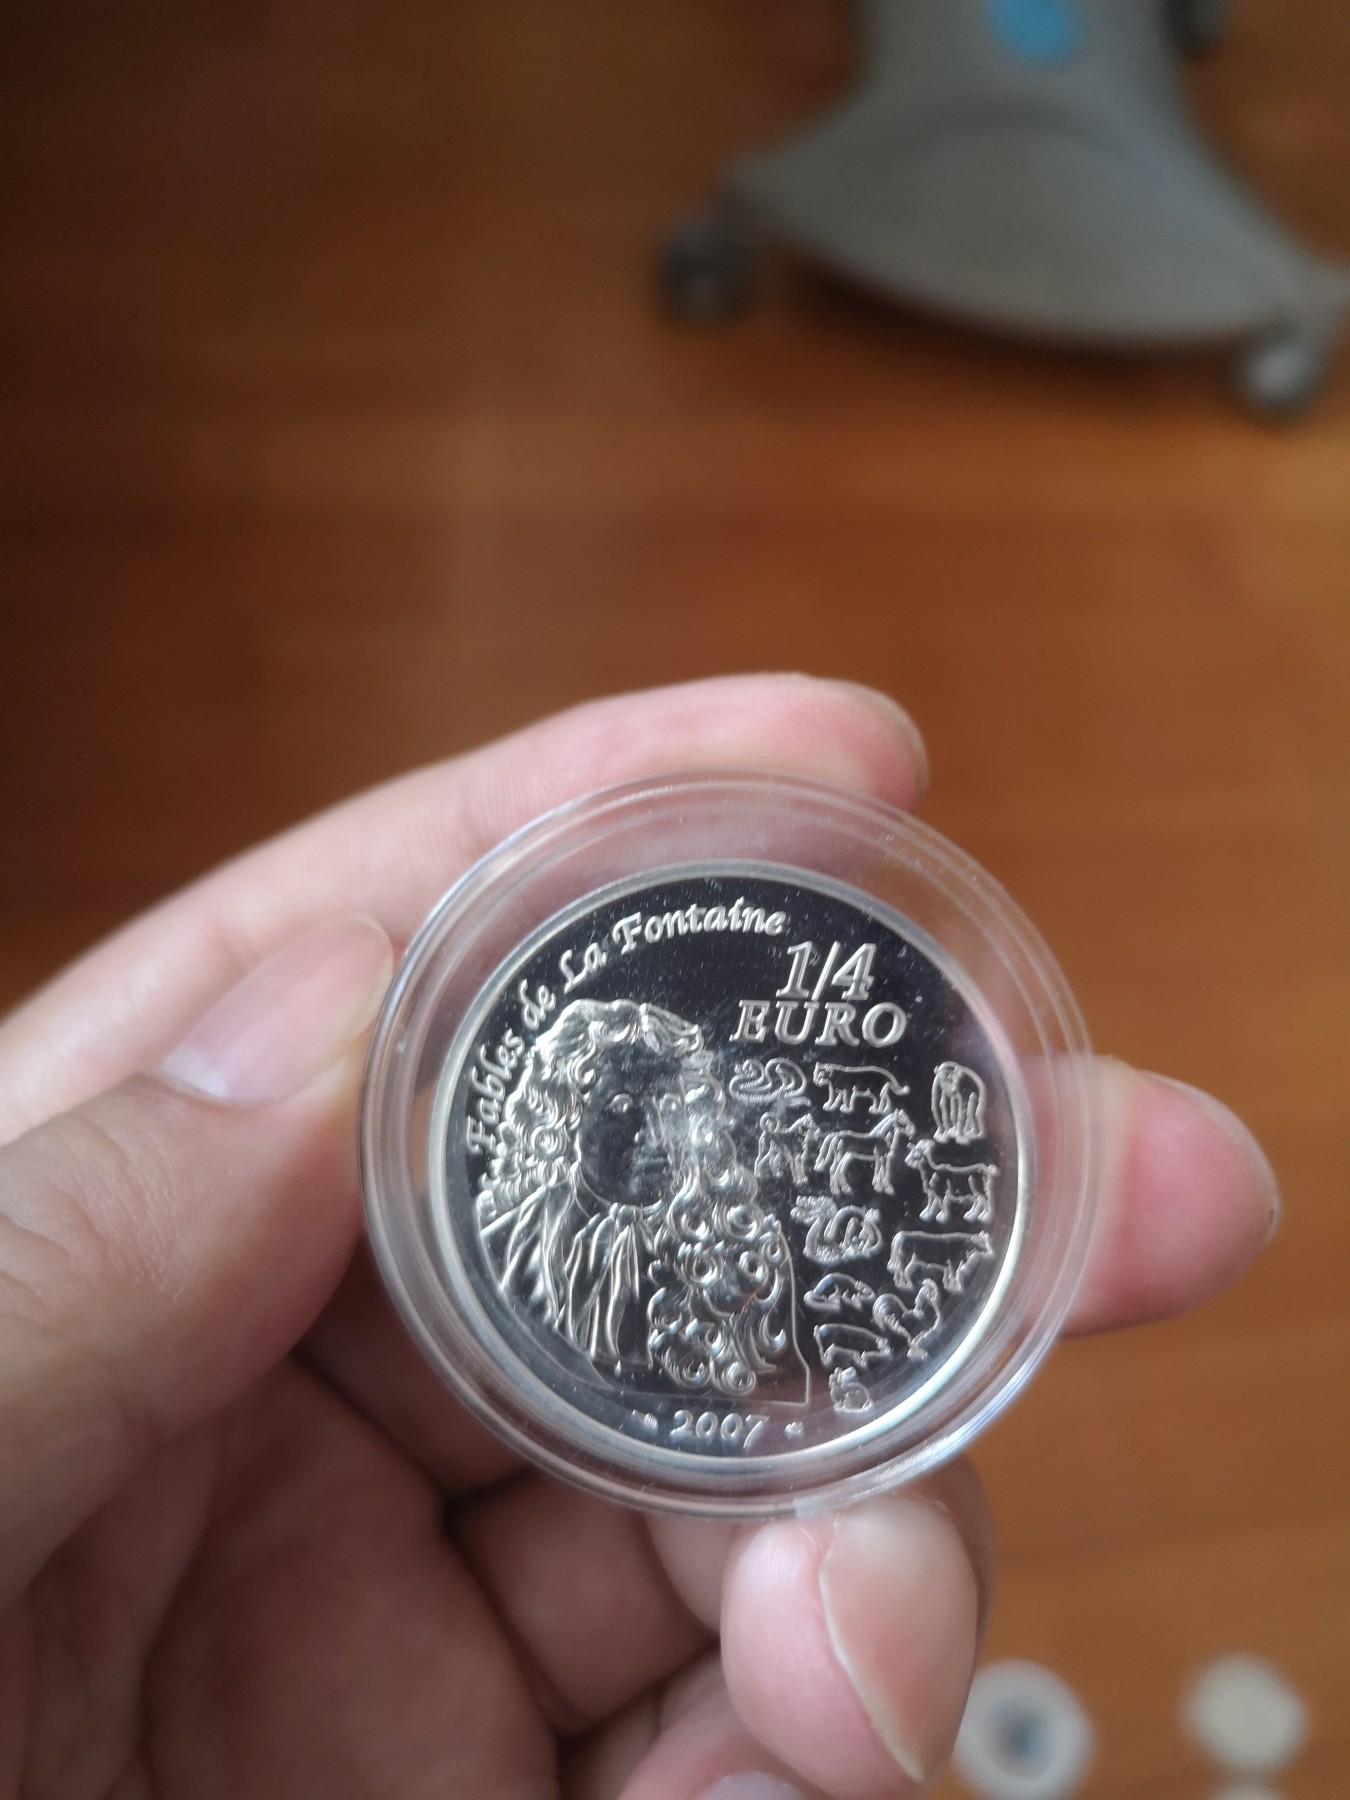 Fables de La Fontaine
1/4
EURO
2007